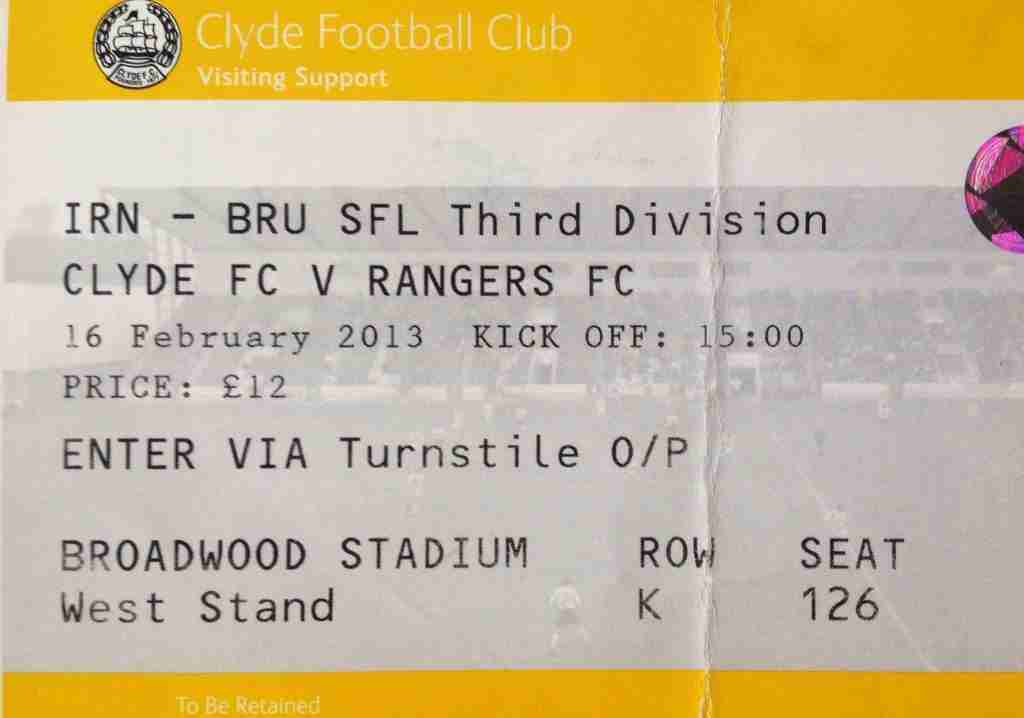 Clyde Football Club
Visiting Support
CLYDE F.C.
IRN - BRU SFL Third Division
CLYDE FC V RANGERS FC
16 February 2013 KICK OFF: 15:00
PRICE: £12
ENTER VIA Turnstile O/P
BROADWOOD STADIUM ROW SEAT
West Stand K 126
To Be Retained